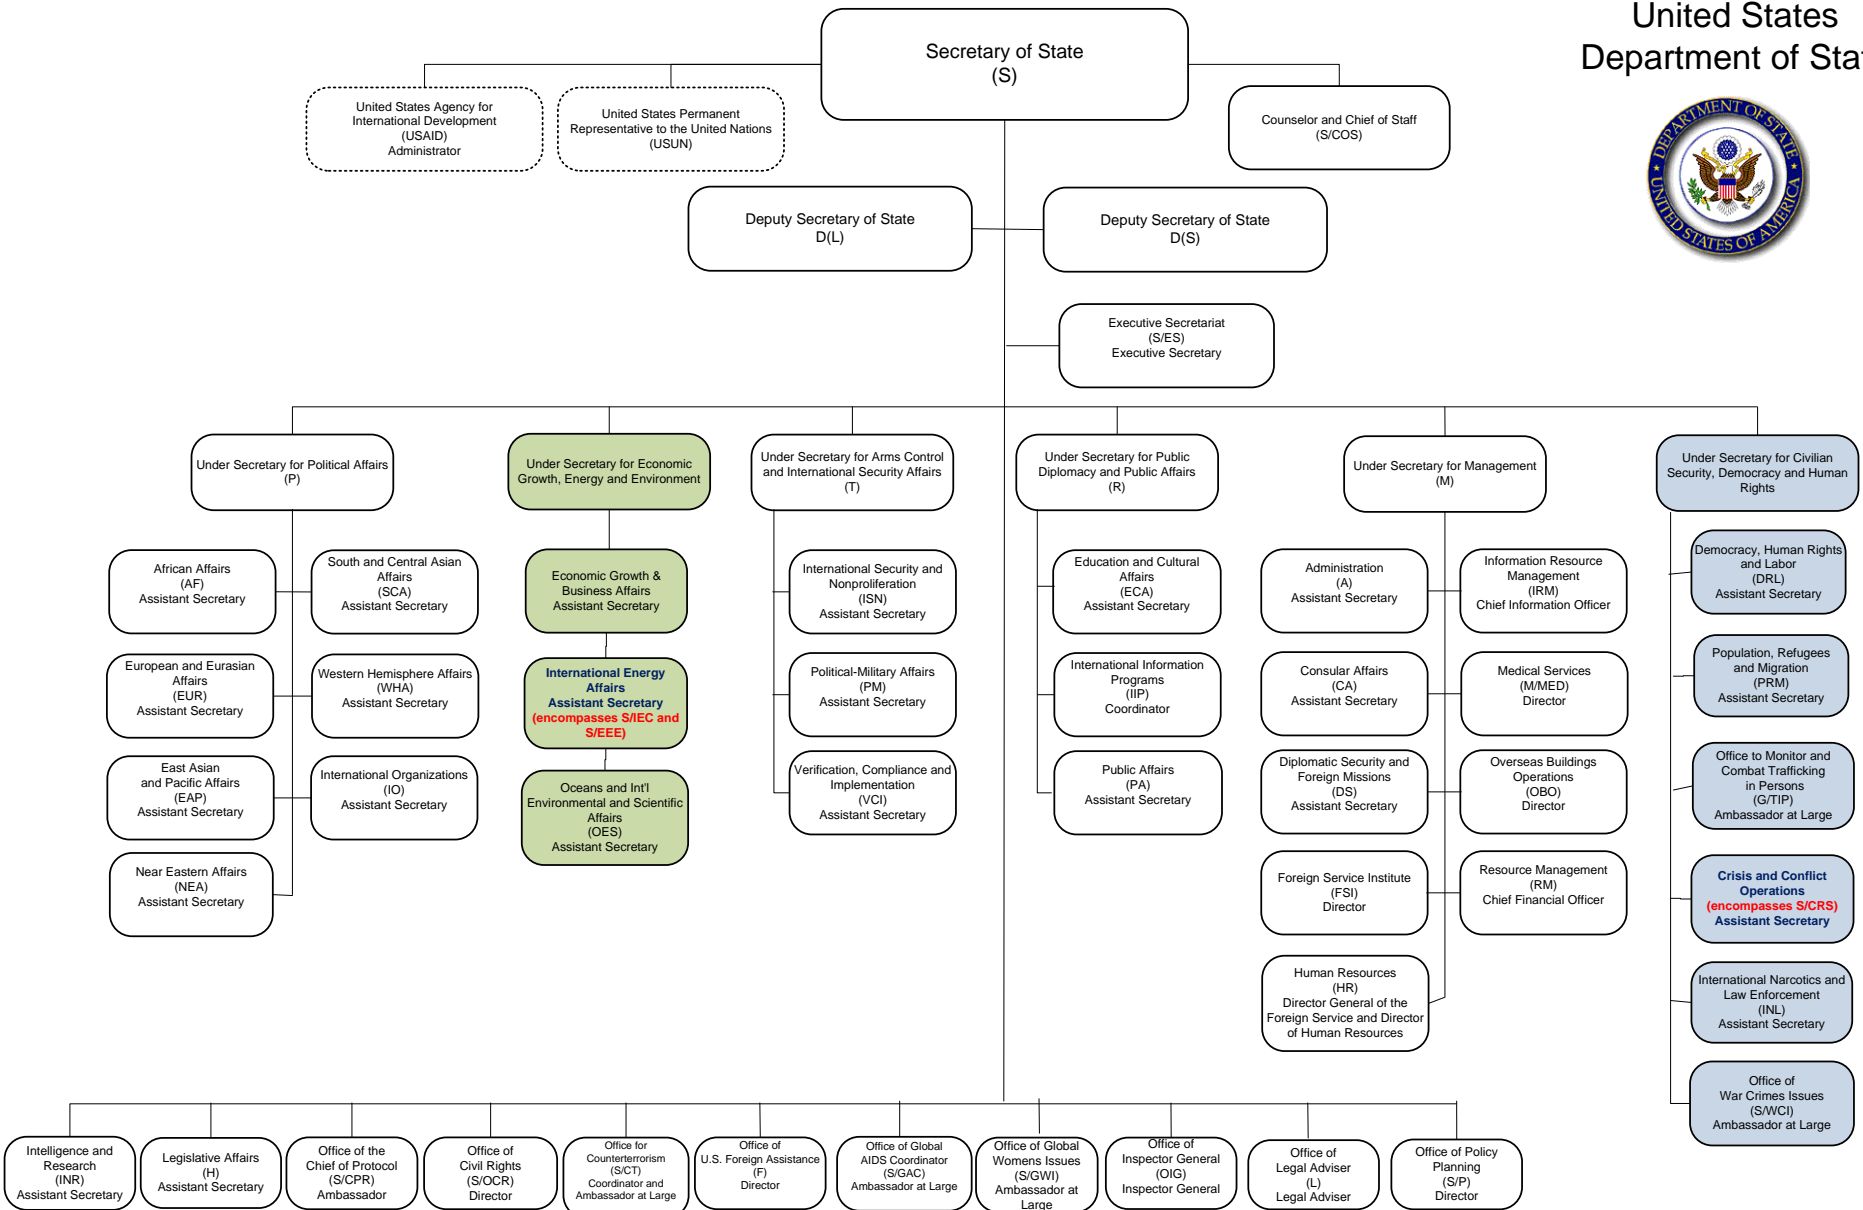 United States
Department of Stat
DEPARTMENT OF STATE
UNITED STATES OF AMERICA
Secretary of State
(S)
United States Agency for
International Development
(USAID)
Administrator
United States Permanent
Representative to the United Nations
(USUN)
Counselor and Chief of Staff
(S/COS)
Deputy Secretary of State
D(L)
Deputy Secretary of State
D(S)
Executive Secretariat
(S/ES)
Executive Secretary
Under Secretary for Political Affairs
(P)
Under Secretary for Economic
Growth, Energy and Environment
Under Secretary for Arms Control
and International Security Affairs
(T)
Under Secretary for Public
Diplomacy and Public Affairs
(R)
Under Secretary for Management
(M)
Under Secretary for Civilian
Security, Democracy and Human
Rights
African Affairs
(AF)
Assistant Secretary
South and Central Asian
Affairs
(SCA)
Assistant Secretary
European and Eurasian
Affairs
(EUR)
Assistant Secretary
Western Hemisphere Affairs
(WHA)
Assistant Secretary
East Asian
and Pacific Affairs
(EAP)
Assistant Secretary
International Organizations
(IO)
Assistant Secretary
Near Eastern Affairs
(NEA)
Assistant Secretary
Economic Growth &
Business Affairs
Assistant Secretary
International Energy
Affairs
Assistant Secretary
(encompasses S/IEC and
S/EEE)
Oceans and Int'l
Environmental and Scientific
Affairs
(OES)
Assistant Secretary
International Security and
Nonproliferation
(ISN)
Assistant Secretary
Political-Military Affairs
(PM)
Assistant Secretary
Verification, Compliance and
Implementation
(VCI)
Assistant Secretary
Education and Cultural
Affairs
(ECA)
Assistant Secretary
International Information
Programs
(IIP)
Coordinator
Public Affairs
(PA)
Assistant Secretary
Administration
(A)
Assistant Secretary
Information Resource
Management
(IRM)
Chief Information Officer
Consular Affairs
(CA)
Assistant Secretary
Medical Services
(M/MED)
Director
Diplomatic Security and
Foreign Missions
(DS)
Assistant Secretary
Overseas Buildings
Operations
(OBO)
Director
Foreign Service Institute
(FSI)
Director
Resource Management
(RM)
Chief Financial Officer
Human Resources
(HR)
Director General of the
Foreign Service and Director
of Human Resources
Democracy, Human Rights
and Labor
(DRL)
Assistant Secretary
Population, Refugees
and Migration
(PRM)
Assistant Secretary
Office to Monitor and
Combat Trafficking
in Persons
(G/TIP)
Ambassador at Large
Crisis and Conflict
Operations
(encompasses S/CRS)
Assistant Secretary
International Narcotics and
Law Enforcement
(INL)
Assistant Secretary
Office of
War Crimes Issues
(S/WCI)
Ambassador at Large
Intelligence and
Research
(INR)
Assistant Secretary
Legislative Affairs
(H)
Assistant Secretary
Office of the
Chief of Protocol
(S/CPR)
Ambassador
Office of
Civil Rights
(S/OCR)
Director
Office for
Counterterrorism
(S/CT)
Coordinator and
Ambassador at Large
Office of
U.S. Foreign Assistance
(F)
Director
Office of Global
AIDS Coordinator
(S/GAC)
Ambassador at Large
Office of Global
Womens Issues
(S/GWI)
Ambassador at
Large
Office of
Inspector General
(OIG)
Inspector General
Office of
Legal Adviser
(L)
Legal Adviser
Office of Policy
Planning
(S/P)
Director